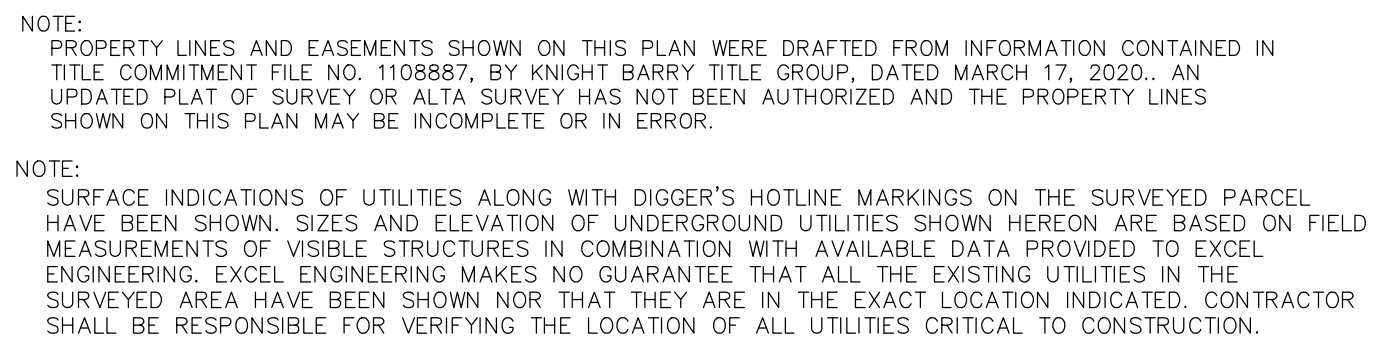 NOTE:
PROPERTY LINES AND EASEMENTS SHOWN ON THIS PLAN WERE DRAFTED FROM INFORMATION CONTAINED IN
TITLE COMMITMENT FILE NO. 1108887, BY KNIGHT BARRY TITLE GROUP, DATED MARCH 17, 2020.. AN
UPDATED PLAT OF SURVEY OR ALTA SURVEY HAS NOT BEEN AUTHORIZED AND THE PROPERTY LINES
SHOWN ON THIS PLAN MAY BE INCOMPLETE OR IN ERROR.
NOTE:
SURFACE INDICATIONS OF UTILITIES ALONG WITH DIGGER'S HOTLINE MARKINGS ON THE SURVEYED PARCEL
HAVE BEEN SHOWN. SIZES AND ELEVATION OF UNDERGROUND UTILITIES SHOWN HEREON ARE BASED ON FIELD
MEASUREMENTS OF VISIBLE STRUCTURES IN COMBINATION WITH AVAILABLE DATA PROVIDED TO EXCEL
ENGINEERING. EXCEL ENGINEERING MAKES NO GUARANTEE THAT ALL THE EXISTING UTILITIES IN THE
SURVEYED AREA HAVE BEEN SHOWN NOR THAT THEY ARE IN THE EXACT LOCATION INDICATED. CONTRACTOR
SHALL BE RESPONSIBLE FOR VERIFYING THE LOCATION OF ALL UTILITIES CRITICAL TO CONSTRUCTION.